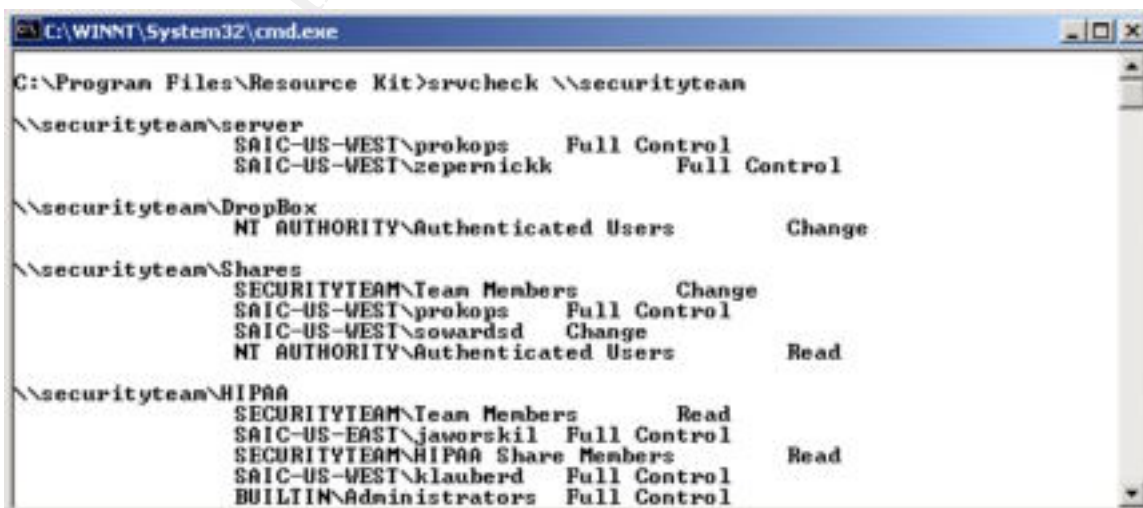 C:\WINNT\System32\cmd.exe
C:\Program Files\Resource Kit>srvcheck \\securityteam
\\securityteam\server
SAIC-US-WEST\prokops Full Control
SAIC-US-WEST\zepernickk Full Control
\\securityteam\DropBox
NT AUTHORITY\Authenticated Users Change
\\securityteam\Shares
SECURITYTEAM\Team Members Change
SAIC-US-WEST\prokops Full Control
SAIC-US-WEST\sowardsd Change
NT AUTHORITY\Authenticated Users Read
\\securityteam\HIPAA
SECURITYTEAM\Team Members Read
SAIC-US-EAST\jaworskil Full Control
SECURITYTEAM\HIPAA Share Members Read
SAIC-US-WEST\klauberd Full Control
BUILTIN\Administrators Full Control